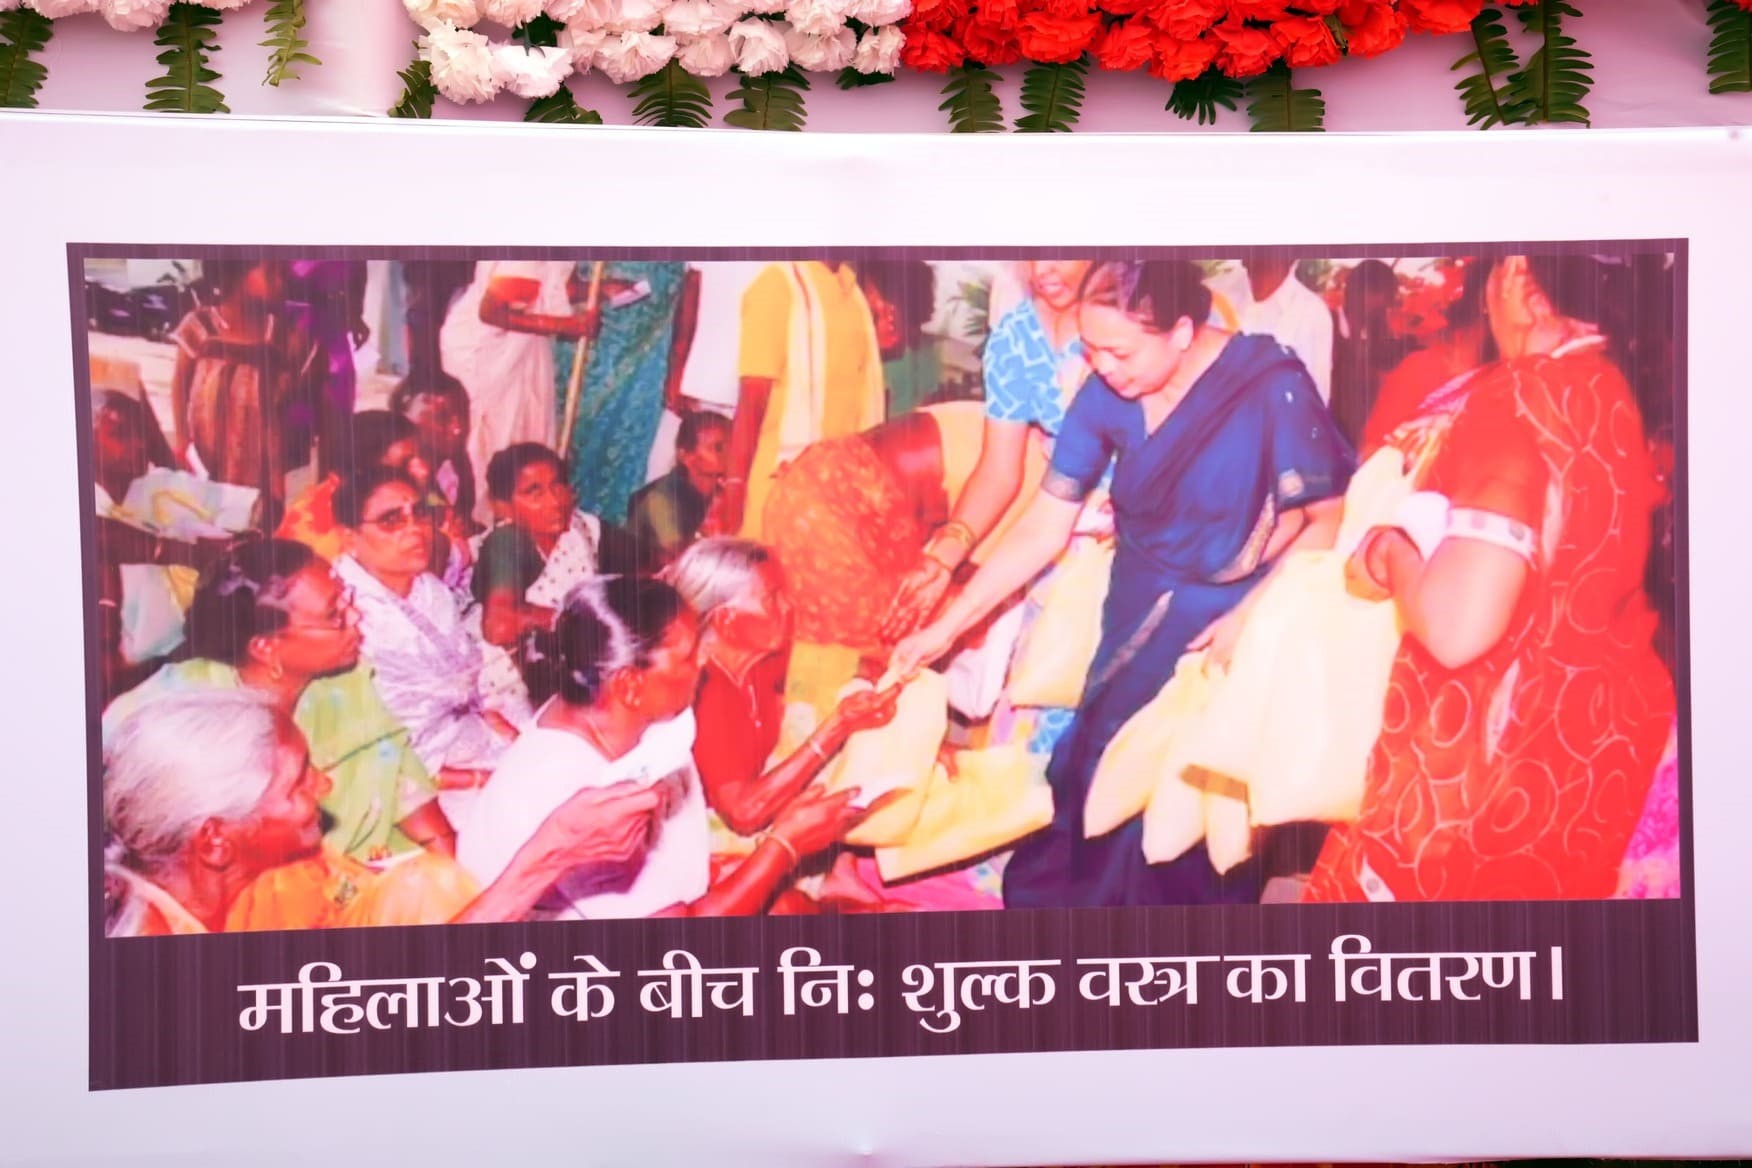 महिलाओं के बीच नि: शुल्क वस्त्र का वितरण।